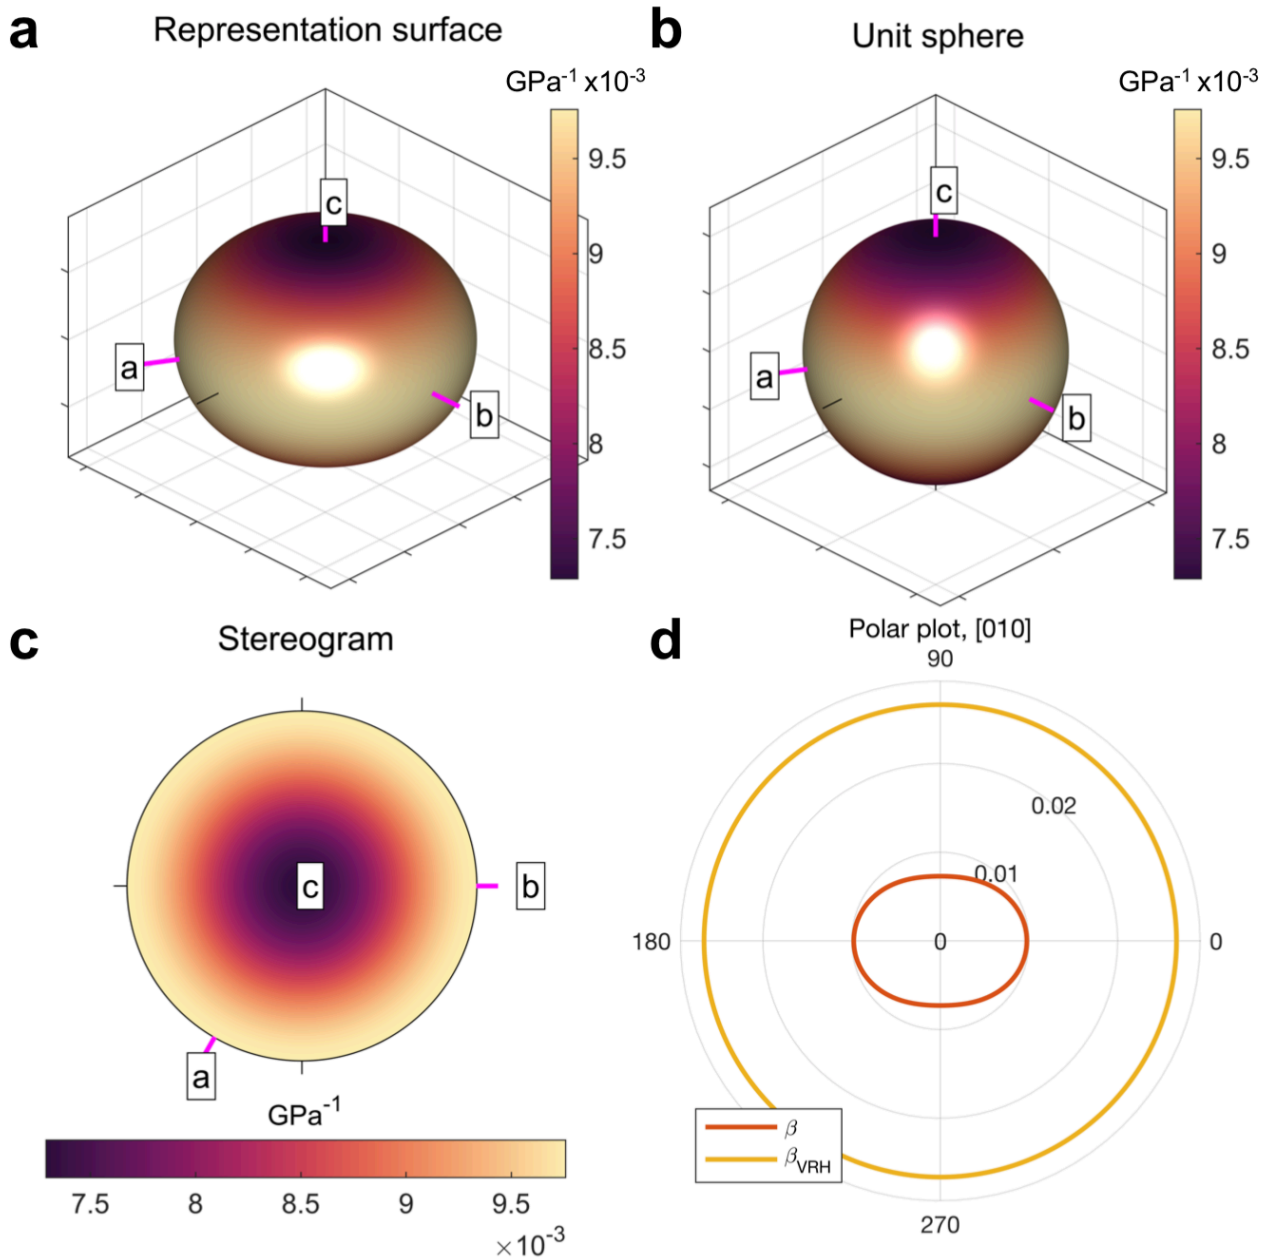 a
Representation surface
GPa⁻¹ x10⁻³
9.5
9
8.5
8
7.5
c
a
b
b
Unit sphere
GPa⁻¹ x10⁻³
9.5
9
8.5
8
7.5
c
a
b
c
Stereogram
c
b
a
GPa⁻¹
7.5 8 8.5 9 9.5
×10⁻³
d
Polar plot, [010]
90
0.02
0.01
180 0 0
β
βVRH
270